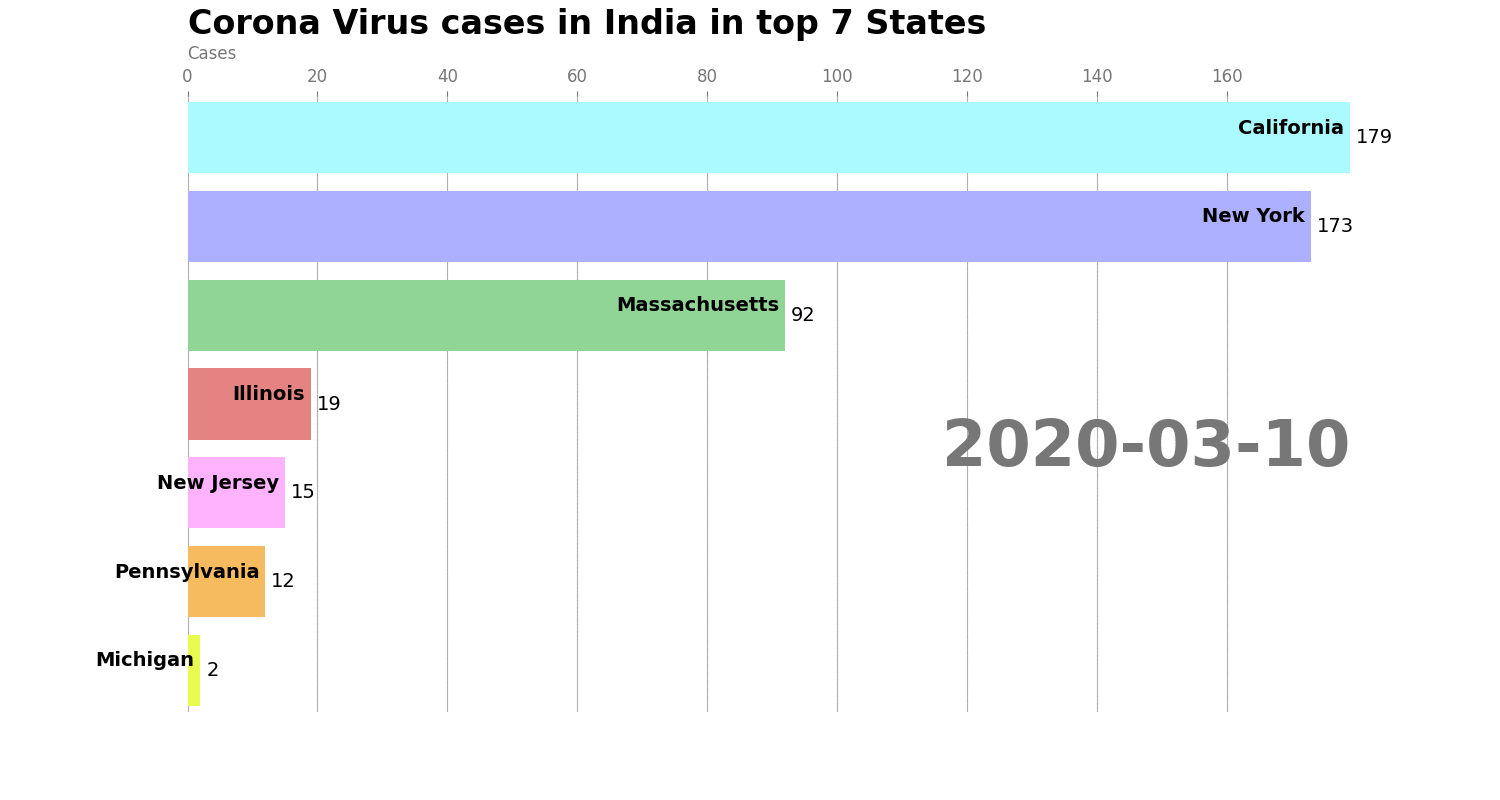 Corona Virus cases in India in top 7 States
Cases
0 20 40 60 80 100 120 140 160
California 179
New York 173
Massachusetts 92
Illinois 19
2020-03-10
New Jersey 15
Pennsylvania 12
Michigan 2